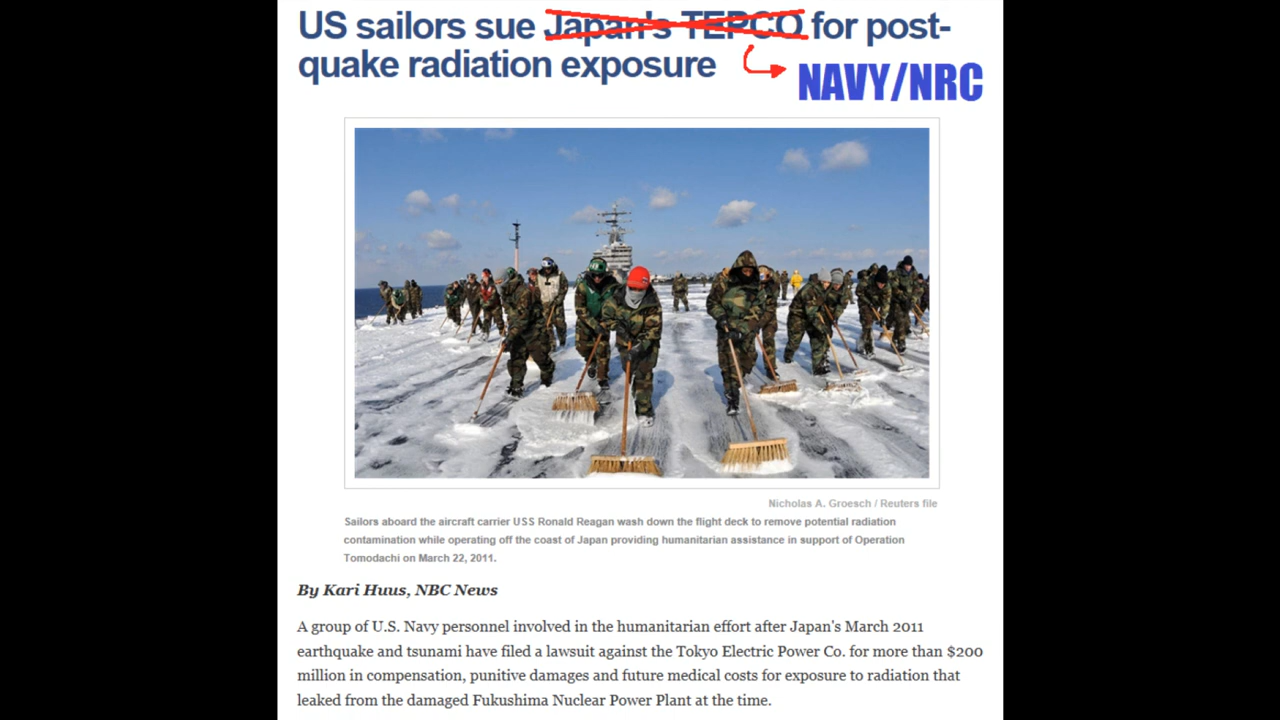 US sailors sue Japan's TEPCO for post-
quake radiation exposure
NAVY/NRC
Nicholas A. Groesch / Reuters file
Sailors aboard the aircraft carrier USS Ronald Reagan wash down the flight deck to remove potential radiation
contamination while operating off the coast of Japan providing humanitarian assistance in support of Operation
Tomodachi on March 22, 2011.
By Kari Huus, NBC News
A group of U.S. Navy personnel involved in the humanitarian effort after Japan's March 2011
earthquake and tsunami have filed a lawsuit against the Tokyo Electric Power Co. for more than $200
million in compensation, punitive damages and future medical costs for exposure to radiation that
leaked from the damaged Fukushima Nuclear Power Plant at the time.